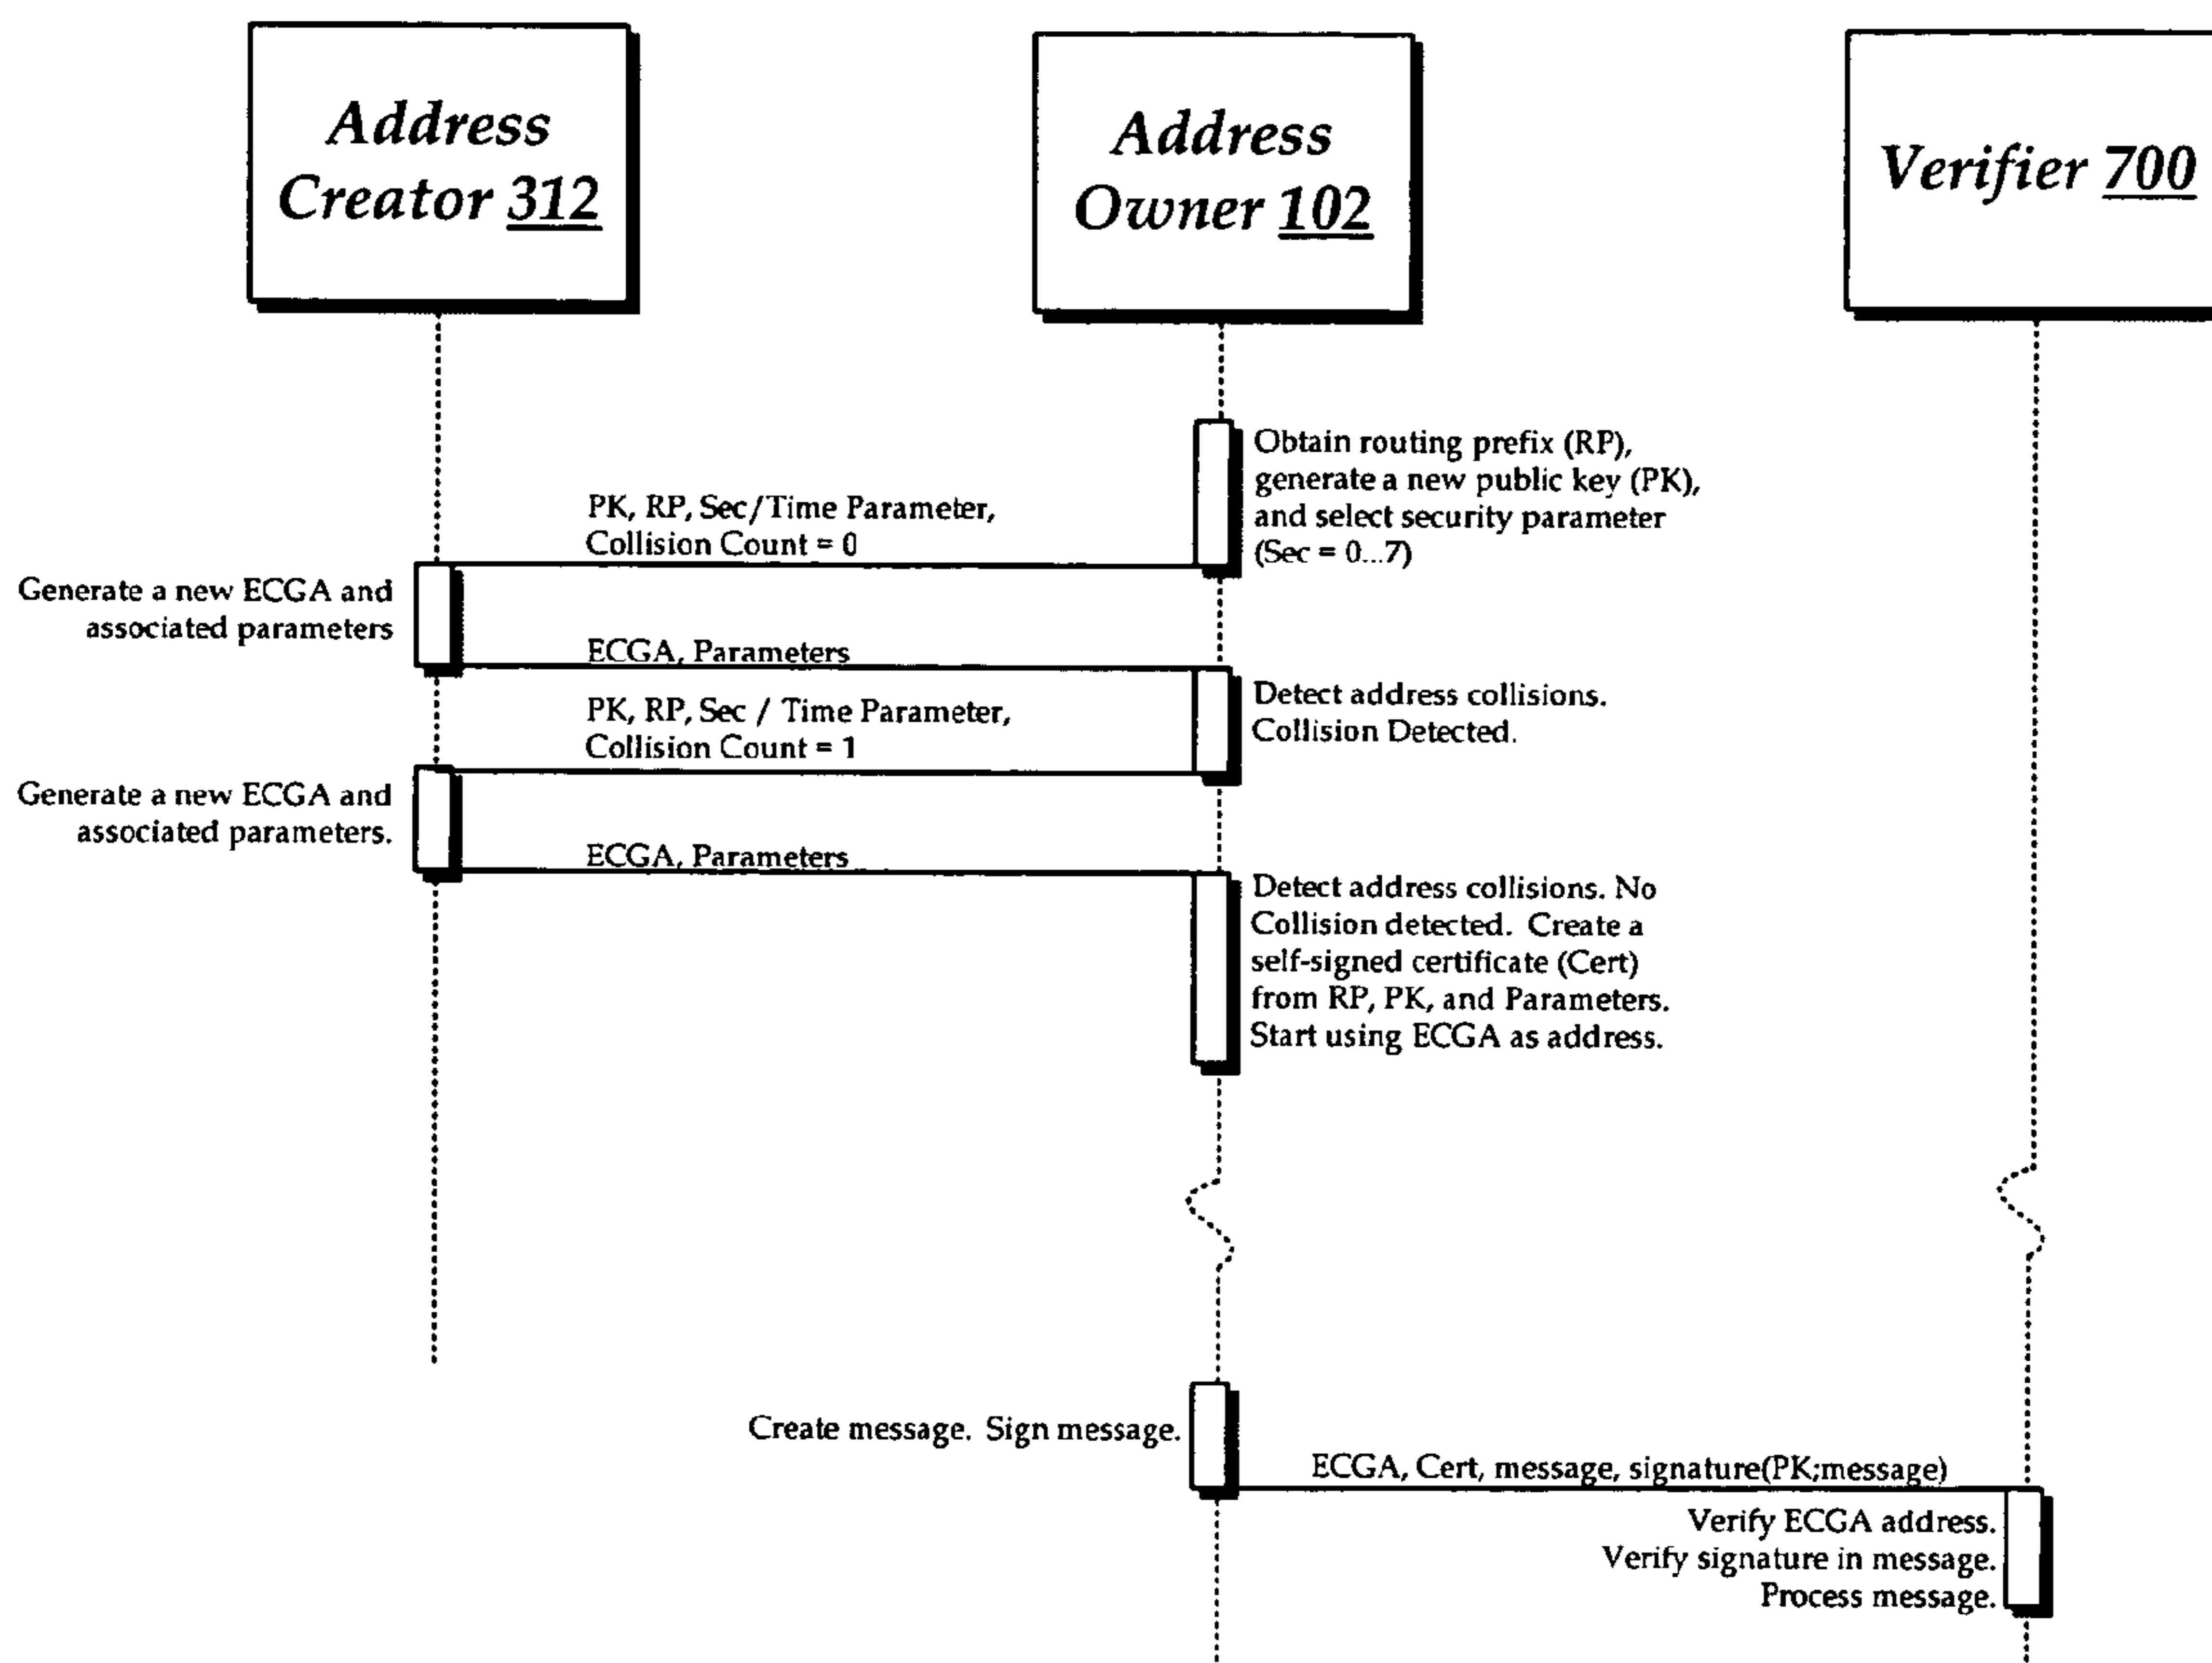 Address
Creator 312
Address
Owner 102
Verifier 700
Obtain routing prefix (RP),
generate a new public key (PK),
and select security parameter
(Sec = 0...7)
PK, RP, Sec/Time Parameter,
Collision Count = 0
Generate a new ECGA and
associated parameters
ECGA, Parameters
Detect address collisions.
Collision Detected.
PK, RP, Sec / Time Parameter,
Collision Count = 1
Generate a new ECGA and
associated parameters.
ECGA, Parameters
Detect address collisions. No
Collision detected. Create a
self-signed certificate (Cert)
from RP, PK, and Parameters.
Start using ECGA as address.
Create message. Sign message.
ECGA, Cert, message, signature(PK;message)
Verify ECGA address.
Verify signature in message.
Process message.